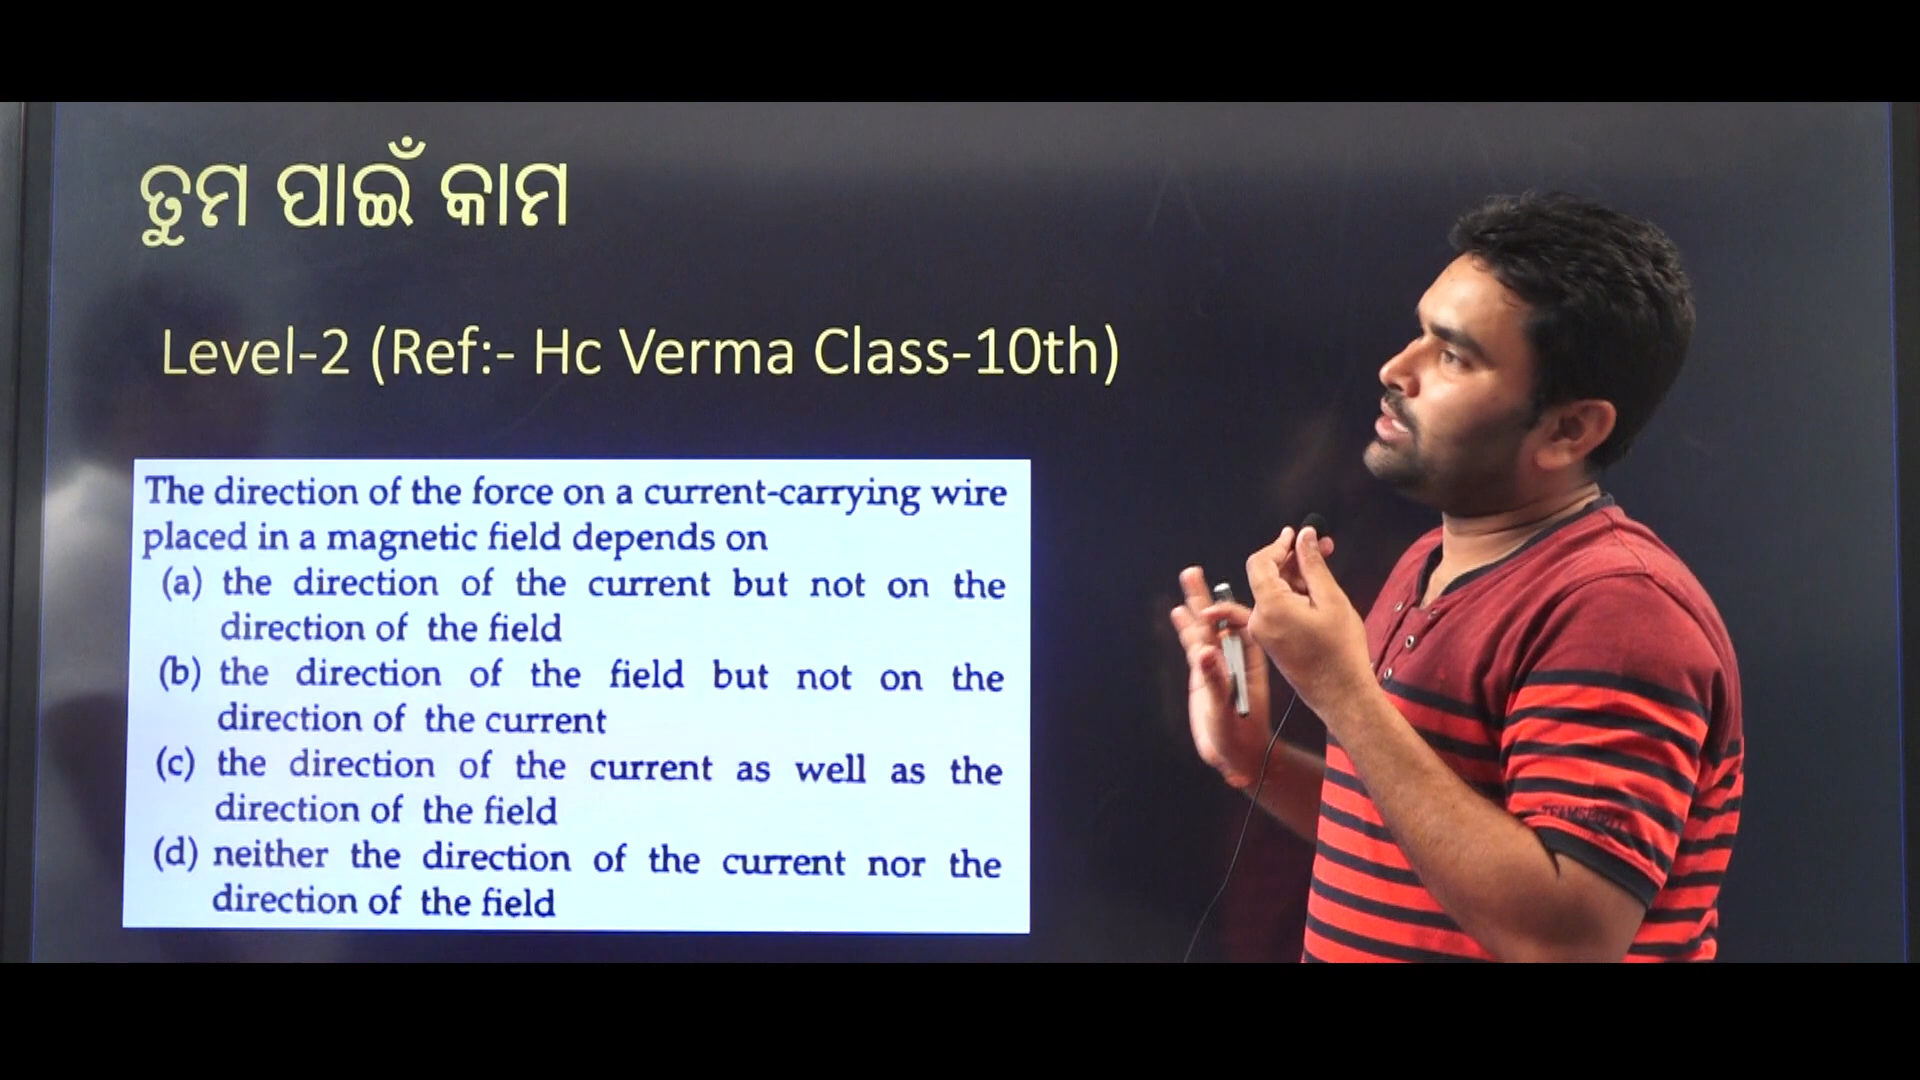 ତୁମ ପାଇଁ କାମ
Level-2 (Ref:- Hc Verma Class-10th)
The direction of the force on a current-carrying wire
placed in a magnetic field depends on
(a) the direction of the current but not on the
direction of the field
(b) the direction of the field but not on the
direction of the current
(c) the direction of the current as well as the
direction of the field
(d) neither the direction of the current nor the
direction of the field